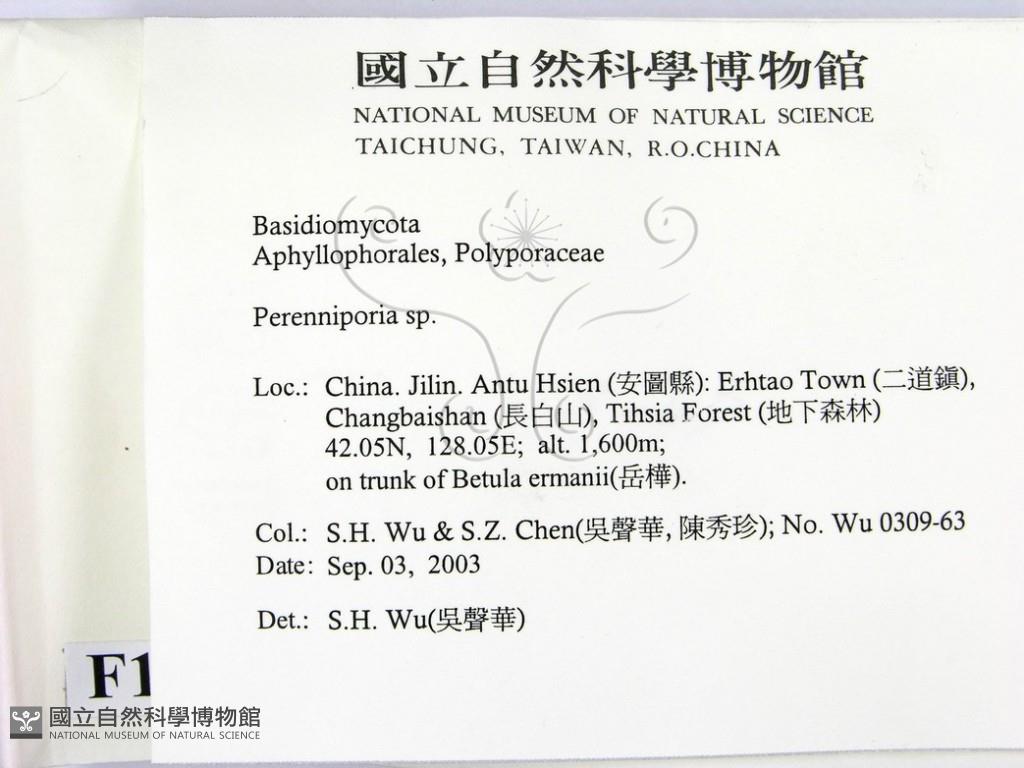 國立自然科學博物館
NATIONAL MUSEUM OF NATURAL SCIENCE
TAICHUNG, TAIWAN, R.O.CHINA
Basidiomycota
Aphyllophorales, Polyporaceae
Perenniporia sp.
Loc.: China. Jilin. Antu Hsien (安圖縣): Erhtao Town (二道鎮),
Changbaishan (長白山), Tihsia Forest (地下森林)
42.05N, 128.05E; alt. 1,600m;
on trunk of Betula ermanii(岳樺).
Col.: S.H. Wu & S.Z. Chen(吳聲華, 陳秀珍); No. Wu 0309-63
Date: Sep. 03, 2003
Det.: S.H. Wu(吳聲華)
F1
國立自然科學博物館
NATIONAL MUSEUM OF NATURAL SCIENCE